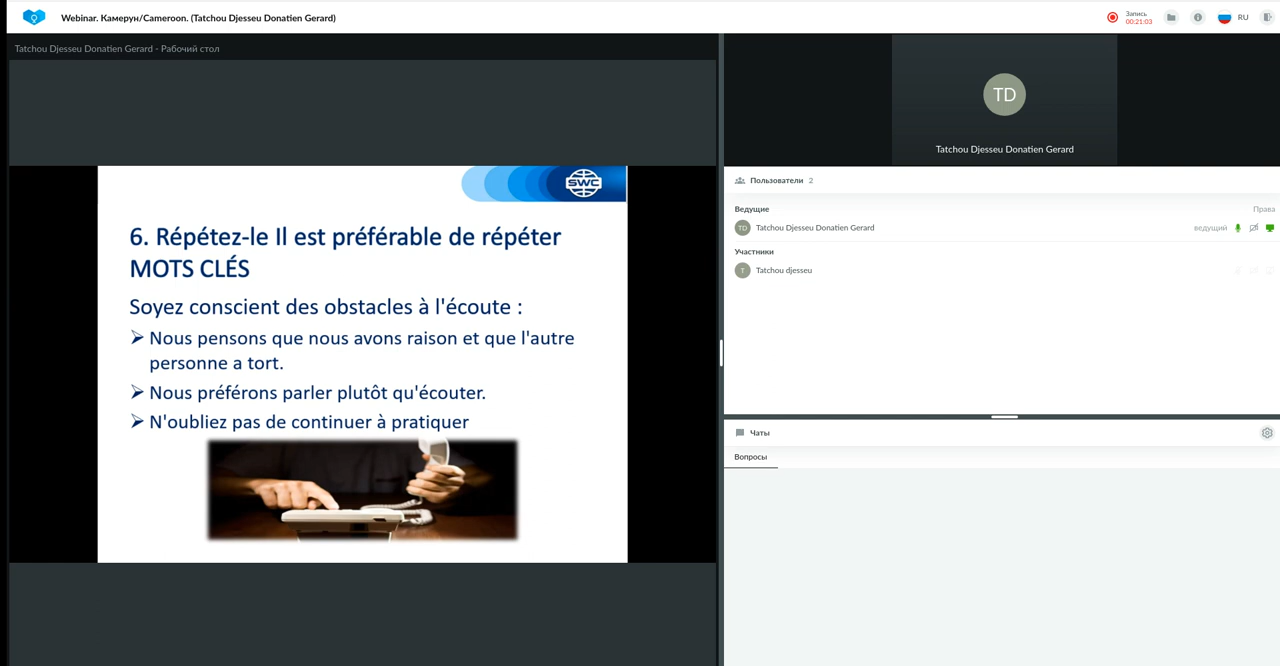 Webinar. Камерун/Cameroon. (Tatchou Djesseu Donatien Gerard)
Запись
00:21:03
RU
Tatchou Djesseu Donatien Gerard - Рабочий стол
SWC
6. Répétez-le Il est préférable de répéter
MOTS CLÉS
Soyez conscient des obstacles à l'écoute :
Nous pensons que nous avons raison et que l'autre
personne a tort.
Nous préférons parler plutôt qu'écouter.
N'oubliez pas de continuer à pratiquer
TD
Tatchou Djesseu Donatien Gerard
Пользователи 2
Ведущие Права
TD Tatchou Djesseu Donatien Gerard ведущий
Участники
T Tatchou djesseu
Чаты
Вопросы